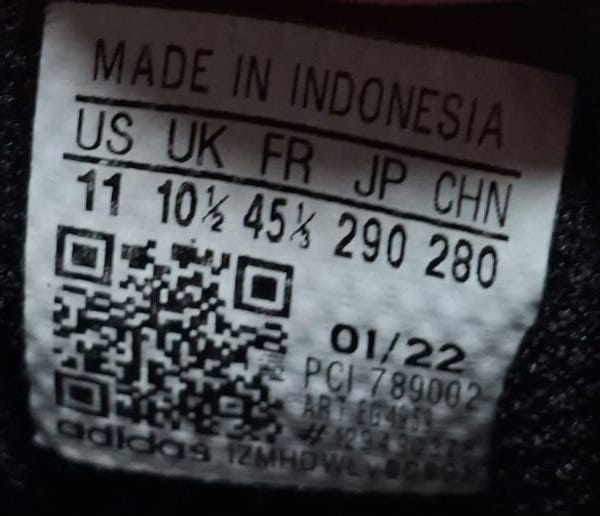 MADE IN INDONESIA
US UK FR JP CHN
11 10½ 45⅓ 290 280
01/22
PCI 789002
ART
adidas